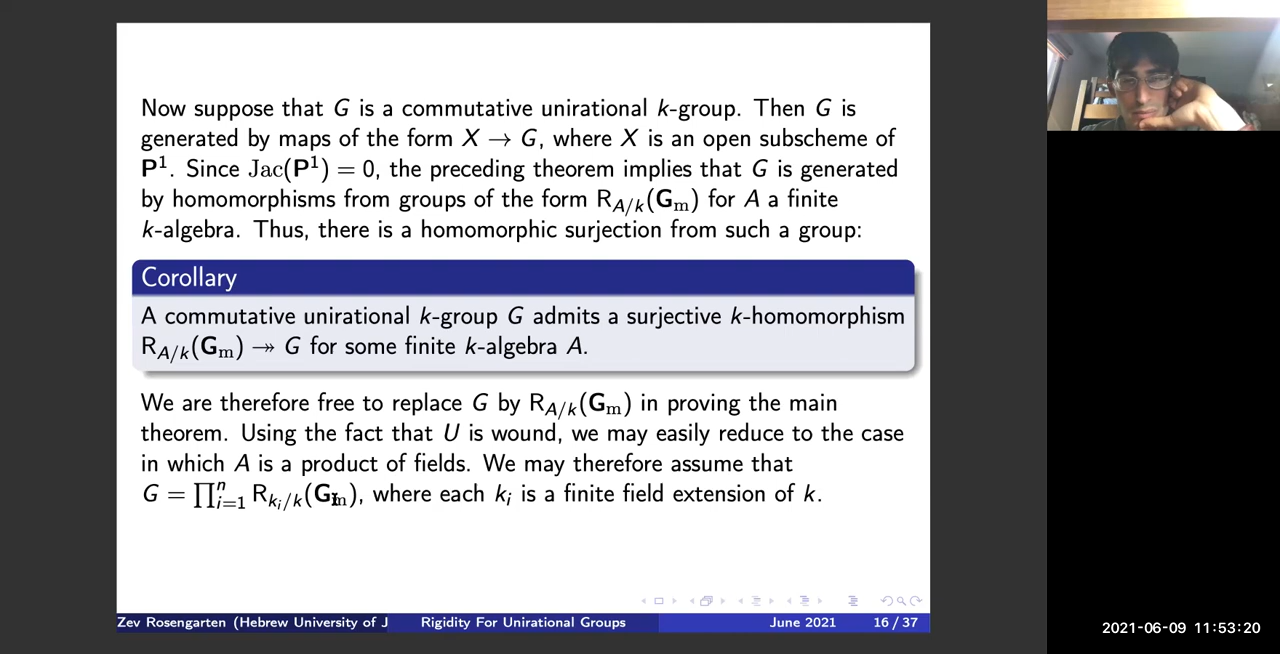 Now suppose that G is a commutative unirational k-group. Then G is
generated by maps of the form X → G, where X is an open subscheme of
P¹. Since Jac(P¹) = 0, the preceding theorem implies that G is generated
by homomorphisms from groups of the form R_{A/k}(G_m) for A a finite
k-algebra. Thus, there is a homomorphic surjection from such a group:
Corollary
A commutative unirational k-group G admits a surjective k-homomorphism
R_{A/k}(G_m) ↠ G for some finite k-algebra A.
We are therefore free to replace G by R_{A/k}(G_m) in proving the main
theorem. Using the fact that U is wound, we may easily reduce to the case
in which A is a product of fields. We may therefore assume that
G = ∏_{i=1}^n R_{k_i/k}(G_m), where each k_i is a finite field extension of k.
Zev Rosengarten (Hebrew University of J
Rigidity For Unirational Groups
June 2021
16 / 37
2021-06-09 11:53:20